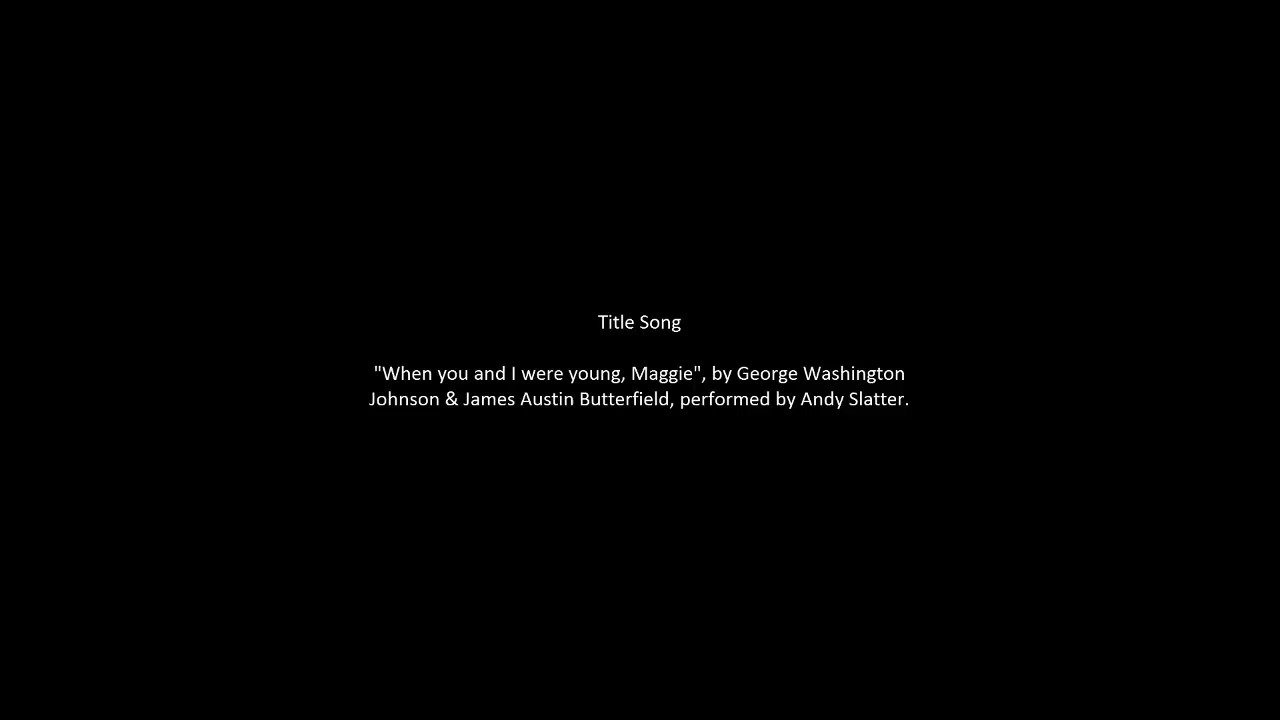 Title Song
"When you and I were young, Maggie", by George Washington
Johnson & James Austin Butterfield, performed by Andy Slatter.